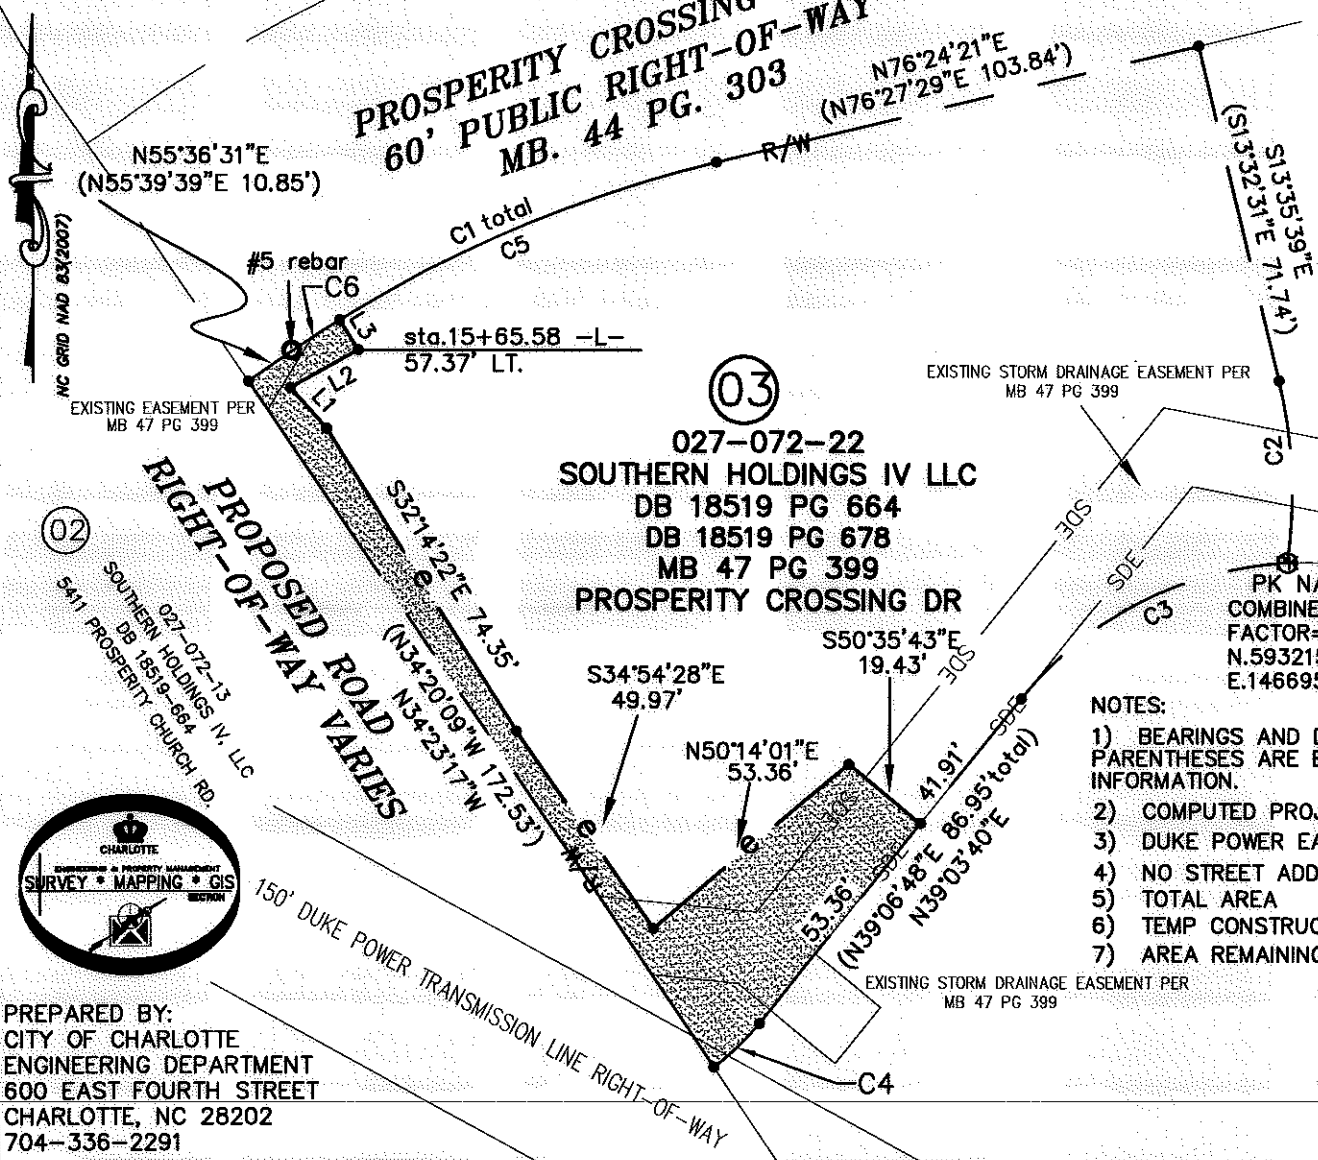 PROSPERITY CROSSING
60' PUBLIC RIGHT-OF-WAY
MB. 44 PG. 303
N76°24'21"E
(N76°27'29"E 103.84')
R/W
S13°35'39"E
(S13°32'31"E 71.74')
N55°36'31"E
(N55°39'39"E 10.85')
NC GRID NAD 83(2007)
C1 total
C5
#5 rebar
C6
L3
L2
L1
sta.15+65.58 -L-
57.37' LT.
EXISTING EASEMENT PER
MB 47 PG 399
03
027-072-22
SOUTHERN HOLDINGS IV LLC
DB 18519 PG 664
DB 18519 PG 678
MB 47 PG 399
PROSPERITY CROSSING DR
EXISTING STORM DRAINAGE EASEMENT PER
MB 47 PG 399
C2
SDE
SDE
SDE
SDE
SDE
C3
PK NA
COMBINE
FACTOR=
N.59321
E.146695
PROPOSED ROAD
RIGHT-OF-WAY VARIES
02
027-072-13
SOUTHERN HOLDINGS IV, LLC
DB 18519-664
5411 PROSPERITY CHURCH RD.
S32°14'22"E 74.35'
e
(N34°20'09"W 172.53')
N34°23'17"W
S34°54'28"E
49.97'
e
R/W
S50°35'43"E
19.43'
N50°14'01"E
53.36'
e
41.91'
53.36'
(N39°06'48"E 86.95'total)
N39°03'40"E
NOTES:
1) BEARINGS AND D
PARENTHESES ARE B
INFORMATION.
2) COMPUTED PROJ
3) DUKE POWER EA
4) NO STREET ADD
5) TOTAL AREA
6) TEMP CONSTRUC
7) AREA REMAINING
EXISTING STORM DRAINAGE EASEMENT PER
MB 47 PG 399
C4
150' DUKE POWER TRANSMISSION LINE RIGHT-OF-WAY
CHARLOTTE
ENGINEERING & PROPERTY MANAGEMENT
SURVEY * MAPPING * GIS
SECTION
PREPARED BY:
CITY OF CHARLOTTE
ENGINEERING DEPARTMENT
600 EAST FOURTH STREET
CHARLOTTE, NC 28202
704-336-2291